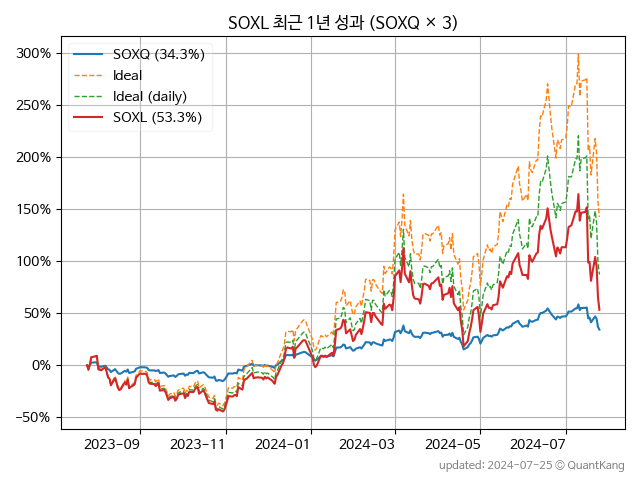 SOXL 최근 1년 성과 (SOXQ × 3)
300%
250%
200%
150%
100%
50%
0%
−50%
SOXQ (34.3%)
Ideal
Ideal (daily)
SOXL (53.3%)
2023-09
2023-11
2024-01
2024-03
2024-05
2024-07
updated: 2024-07-25 © QuantKang